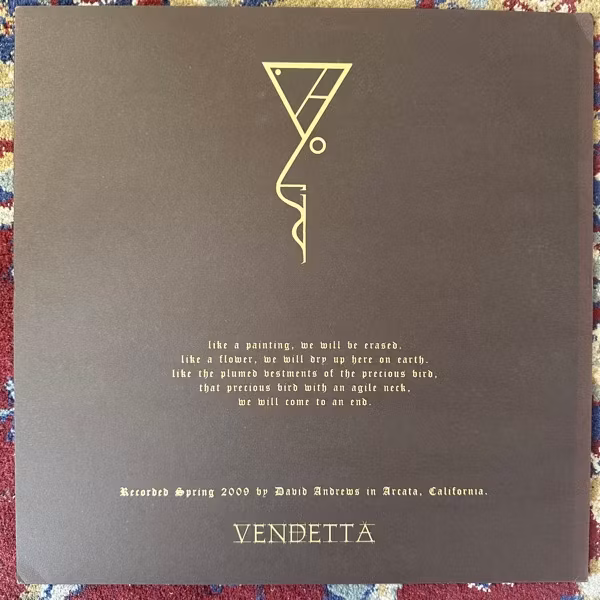 like a painting, we will be erased.
like a flower, we will dry up here on earth.
like the plumed vestments of the precious bird,
that precious bird with an agile neck,
we will come to an end.
Recorded Spring 2009 by David Andrews in Arcata, California.
VENDETTA